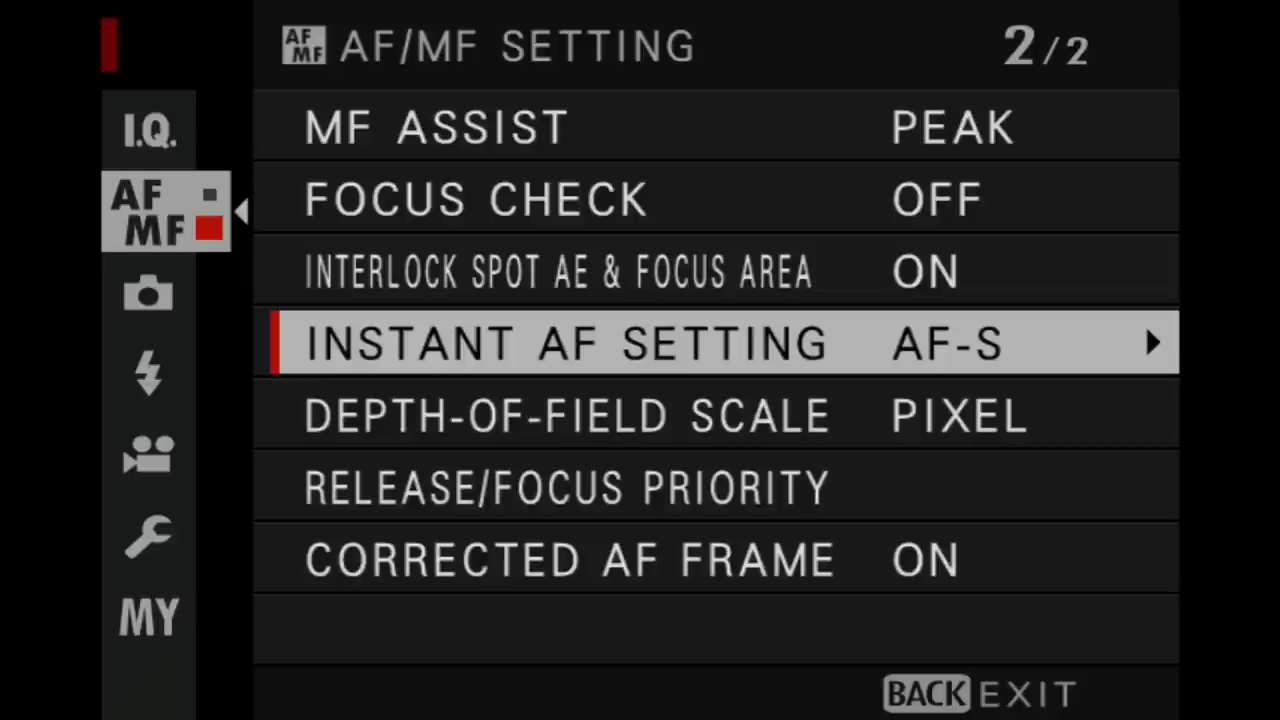 AF MF AF/MF SETTING 2/2
I.Q.
AF
MF
MY
MF ASSIST PEAK
FOCUS CHECK OFF
INTERLOCK SPOT AE & FOCUS AREA ON
INSTANT AF SETTING AF-S
DEPTH-OF-FIELD SCALE PIXEL
RELEASE/FOCUS PRIORITY
CORRECTED AF FRAME ON
BACK EXIT